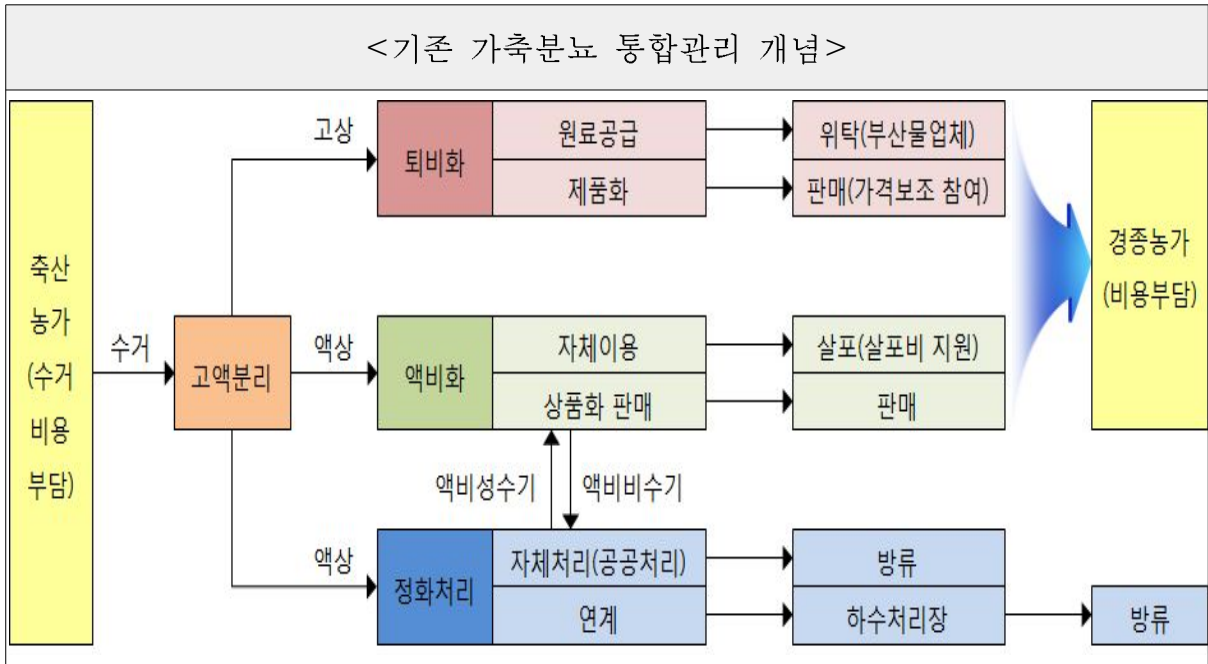 <기존 가축분뇨 통합관리 개념>
축산
농가
(수거
비용
부담)
수거
고액분리
고상
퇴비화
원료공급
위탁(부산물업체)
제품화
판매(가격보조 참여)
경종농가
(비용부담)
액상
액비화
자체이용
살포(살포비 지원)
상품화 판매
판매
액비성수기
액비비수기
액상
정화처리
자체처리(공공처리)
방류
연계
하수처리장
방류